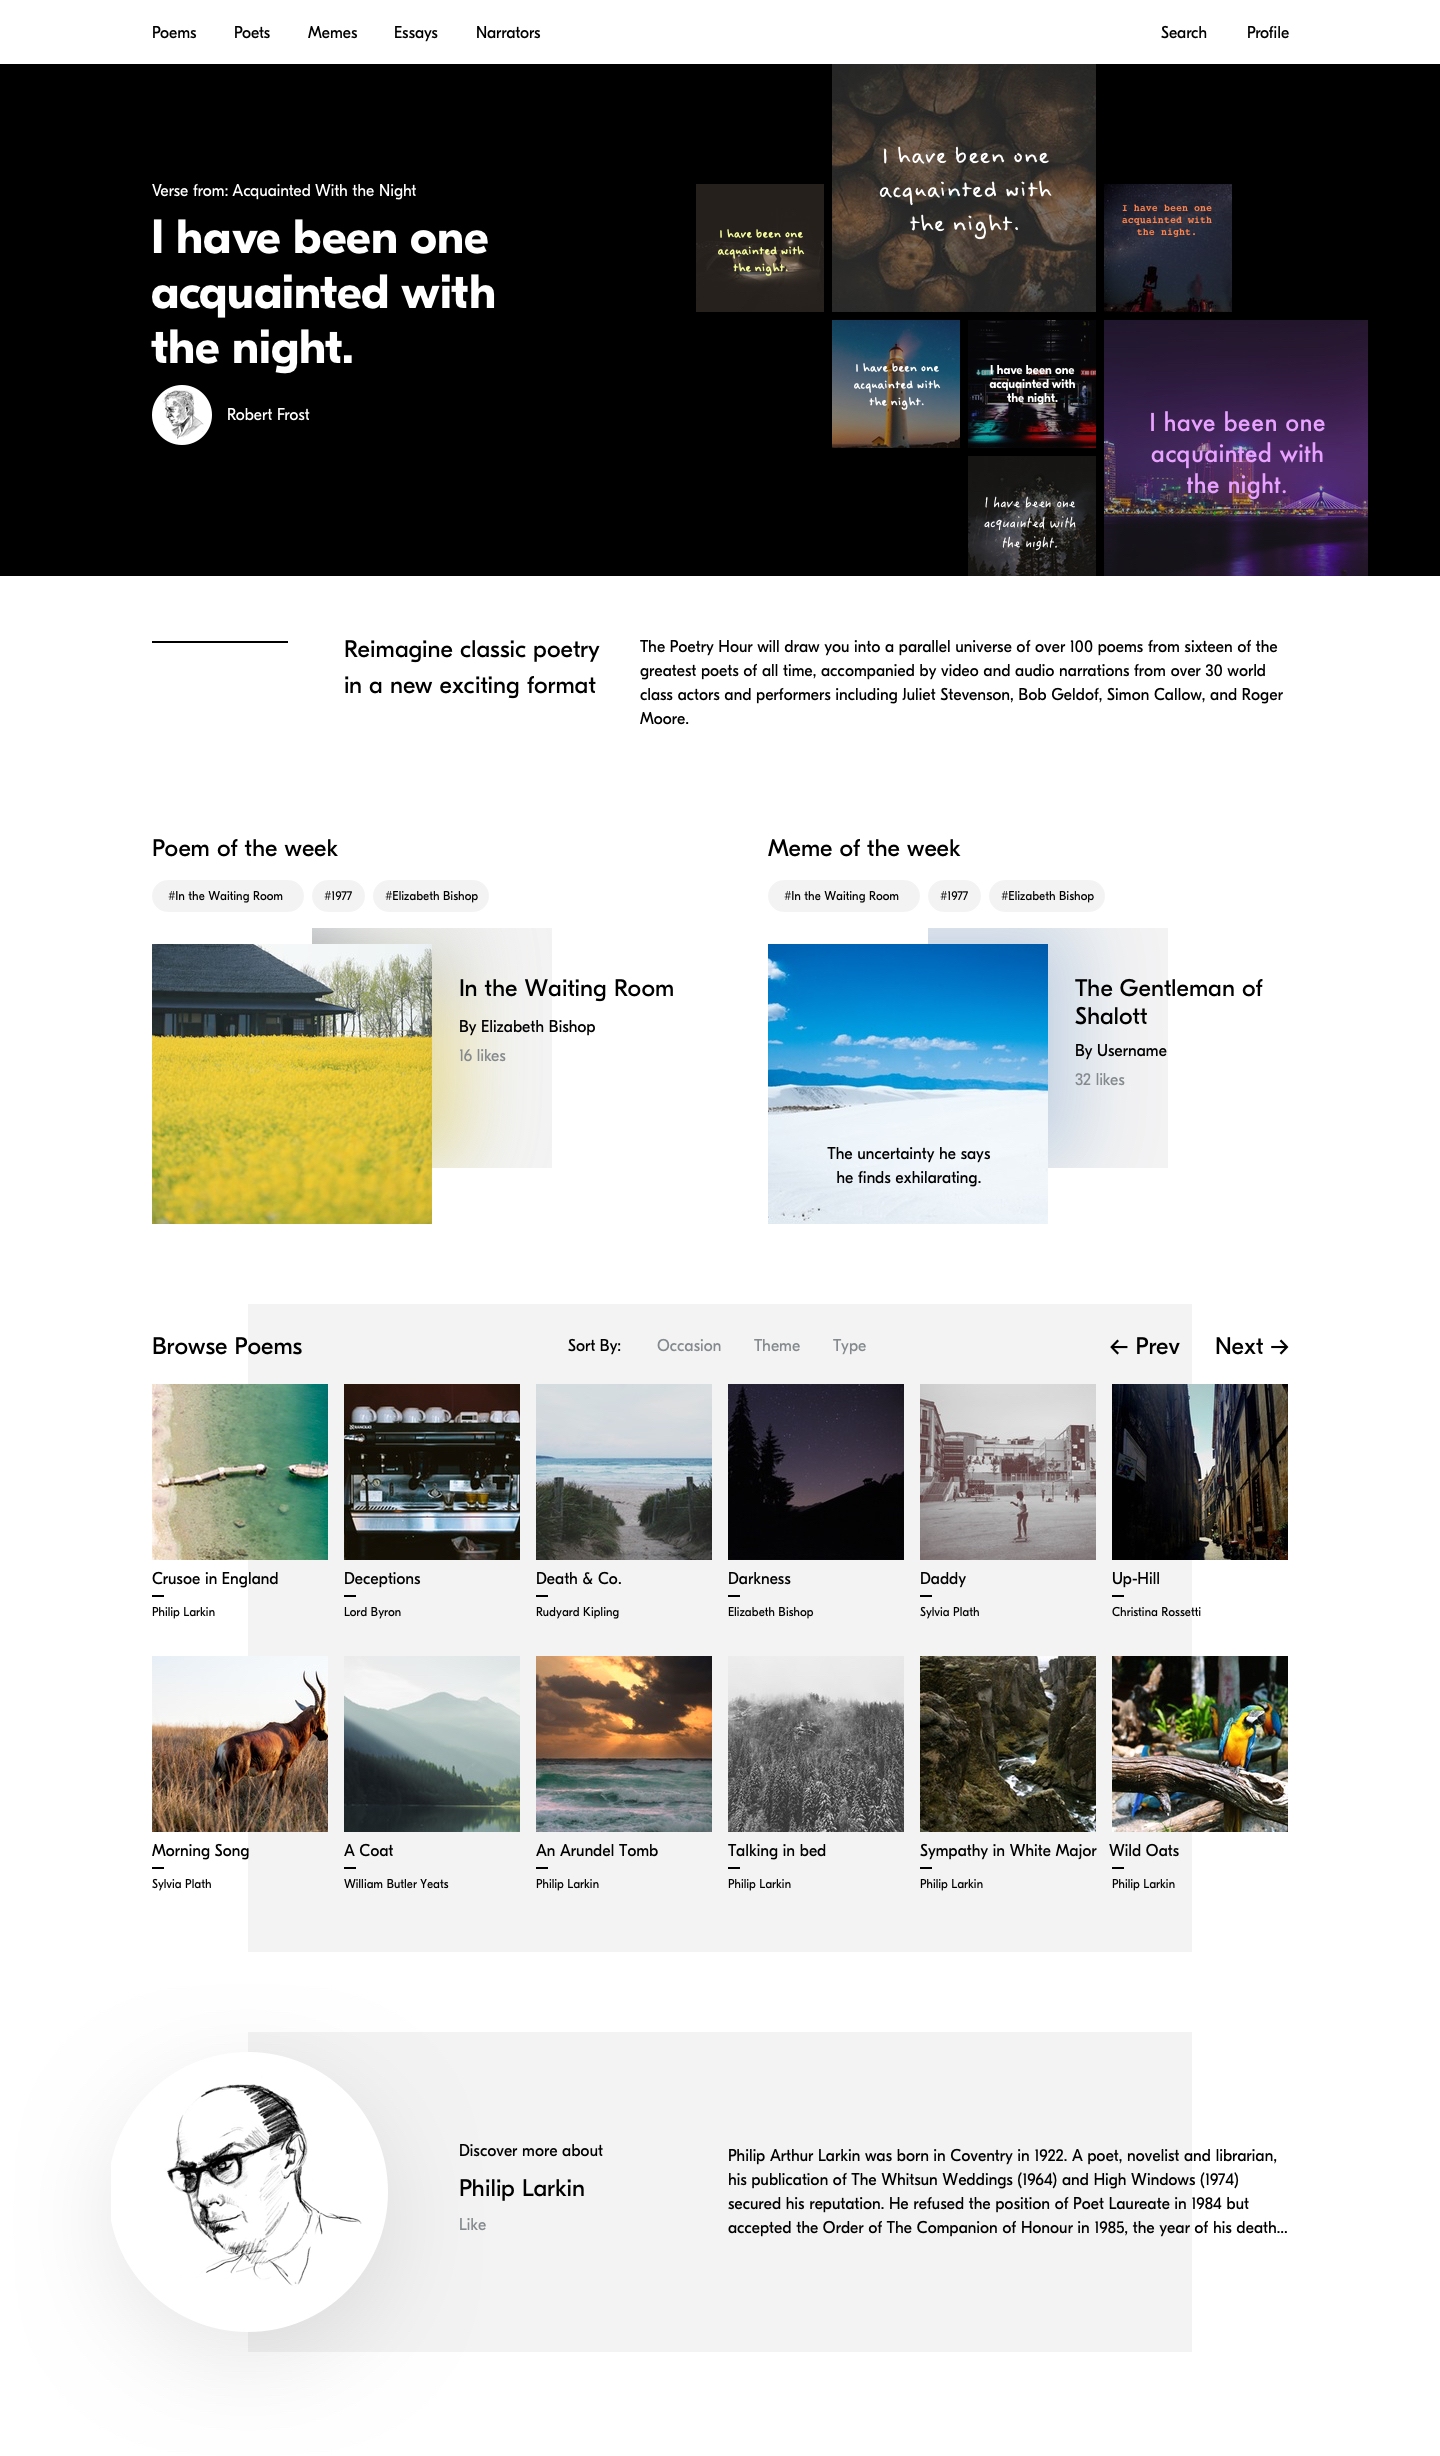 Poems Poets Memes Essays Narrators Search Profile
Verse from: Acquainted With the Night
I have been one
acquainted with
the night.
Robert Frost
I have been one
acquainted with
the night.
I have been one
acquainted with
the night.
I have been one
acquainted with
the night.
I have been one
acquainted with
the night.
I have been one
acquainted with
the night.
I have been one
acquainted with
the night.
I have been one
acquainted with
the night.
Reimagine classic poetry
in a new exciting format
The Poetry Hour will draw you into a parallel universe of over 100 poems from sixteen of the
greatest poets of all time, accompanied by video and audio narrations from over 30 world
class actors and performers including Juliet Stevenson, Bob Geldof, Simon Callow, and Roger
Moore.
Poem of the week
#In the Waiting Room #1977 #Elizabeth Bishop
In the Waiting Room
By Elizabeth Bishop
16 likes
Meme of the week
#In the Waiting Room #1977 #Elizabeth Bishop
The uncertainty he says
he finds exhilarating.
The Gentleman of
Shalott
By Username
32 likes
Browse Poems Sort By: Occasion Theme Type ← Prev Next →
Crusoe in England
Philip Larkin
Deceptions
Lord Byron
Death & Co.
Rudyard Kipling
Darkness
Elizabeth Bishop
Daddy
Sylvia Plath
Up-Hill
Christina Rossetti
Morning Song
Sylvia Plath
A Coat
William Butler Yeats
An Arundel Tomb
Philip Larkin
Talking in bed
Philip Larkin
Sympathy in White Major
Philip Larkin
Wild Oats
Philip Larkin
Discover more about
Philip Larkin
Like
Philip Arthur Larkin was born in Coventry in 1922. A poet, novelist and librarian,
his publication of The Whitsun Weddings (1964) and High Windows (1974)
secured his reputation. He refused the position of Poet Laureate in 1984 but
accepted the Order of The Companion of Honour in 1985, the year of his death...